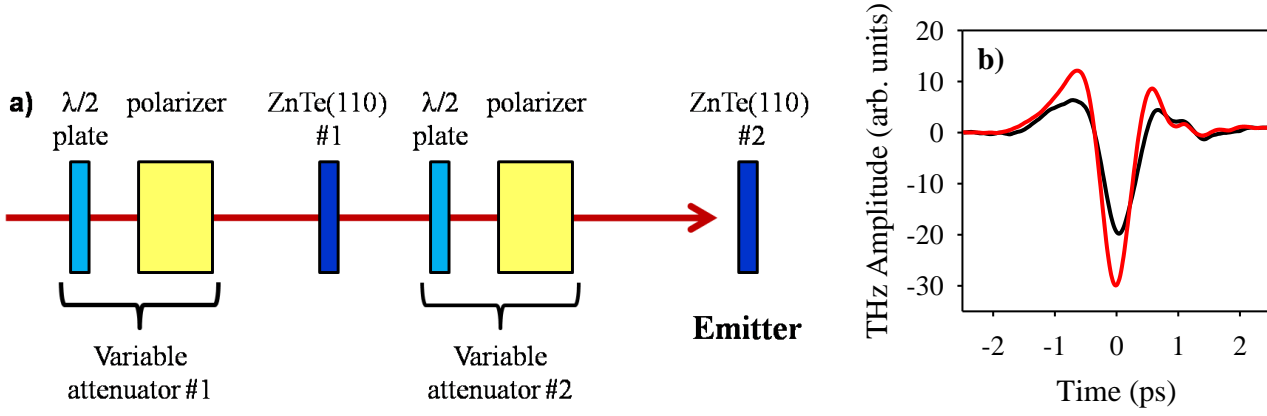 a)
λ/2
plate
polarizer
ZnTe(110)
#1
λ/2
plate
polarizer
ZnTe(110)
#2
Variable
attenuator #1
Variable
attenuator #2
Emitter
b)
THz Amplitude (arb. units)
20
10
0
-10
-20
-30
-2
-1
0
1
2
Time (ps)